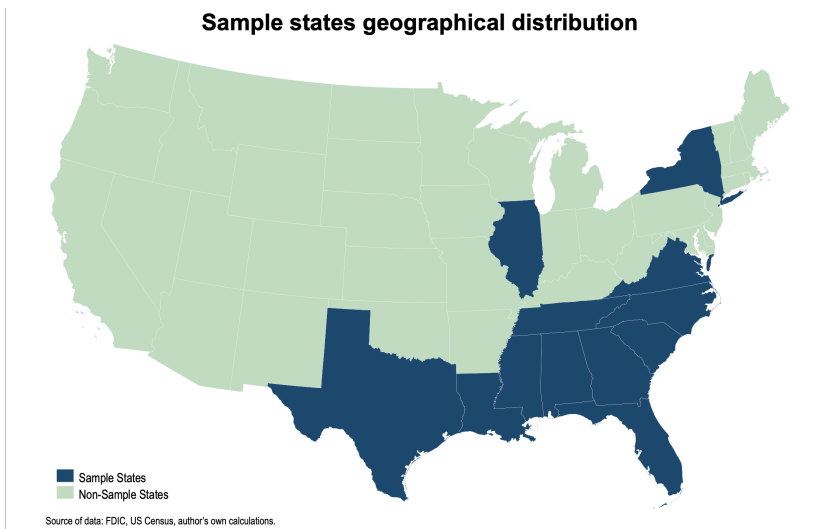 Sample states geographical distribution
Sample States
Non-Sample States
Source of data: FDIC, US Census, author's own calculations.